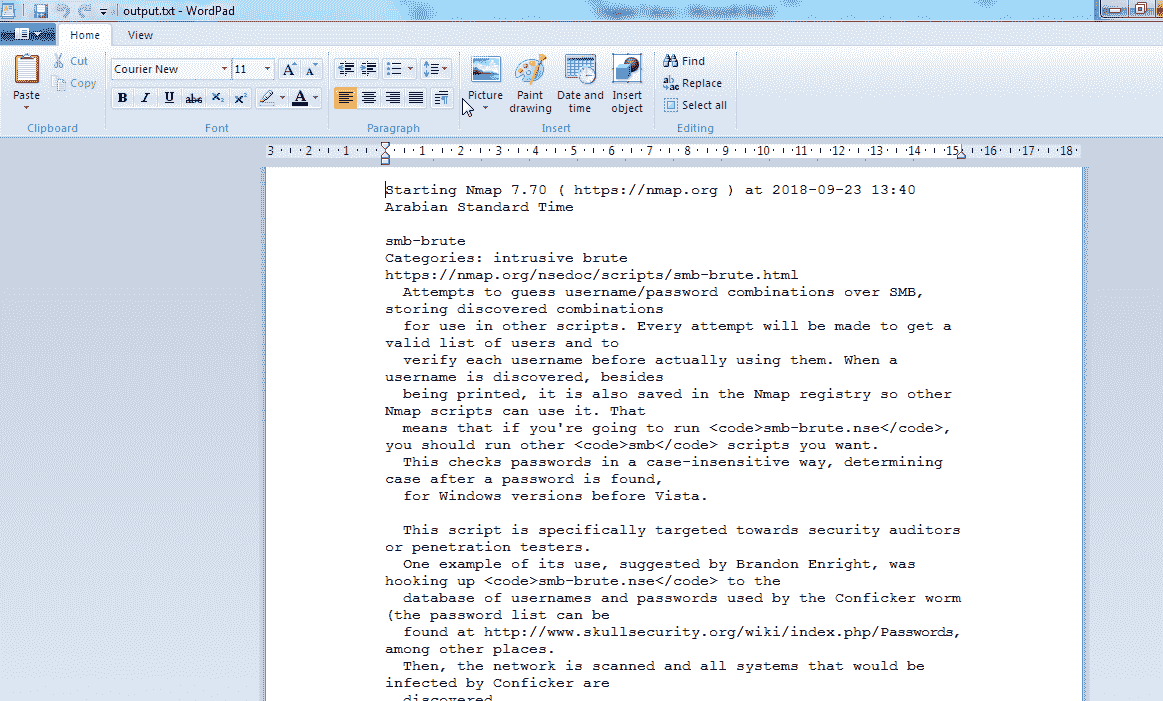 output.txt - WordPad
Home View
Paste
Cut
Copy
Clipboard
Courier New 11
B I U abc X₂ X²
A
Font
Paragraph
Picture
Paint drawing
Date and time
Insert object
Insert
Find
Replace
Select all
Editing
3 2 1 1 2 3 4 5 6 7 8 9 10 11 12 13 14 15 16 17 18
Starting Nmap 7.70 ( https://nmap.org ) at 2018-09-23 13:40
Arabian Standard Time
smb-brute
Categories: intrusive brute
https://nmap.org/nsedoc/scripts/smb-brute.html
Attempts to guess username/password combinations over SMB,
storing discovered combinations
for use in other scripts. Every attempt will be made to get a
valid list of users and to
verify each username before actually using them. When a
username is discovered, besides
being printed, it is also saved in the Nmap registry so other
Nmap scripts can use it. That
means that if you're going to run <code>smb-brute.nse</code>,
you should run other <code>smb</code> scripts you want.
This checks passwords in a case-insensitive way, determining
case after a password is found,
for Windows versions before Vista.
This script is specifically targeted towards security auditors
or penetration testers.
One example of its use, suggested by Brandon Enright, was
hooking up <code>smb-brute.nse</code> to the
database of usernames and passwords used by the Conficker worm
(the password list can be
found at http://www.skullsecurity.org/wiki/index.php/Passwords,
among other places.
Then, the network is scanned and all systems that would be
infected by Conficker are
discovered